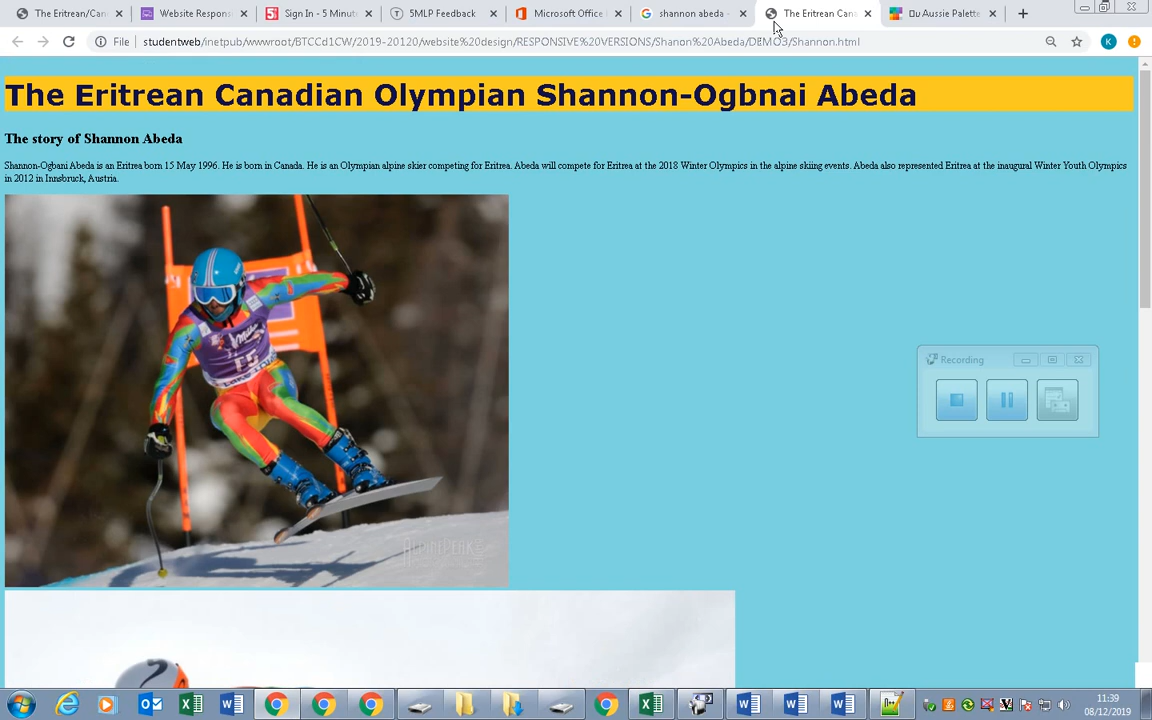 The Eritrean/Can
Website Respons
Sign In - 5 Minute
5MLP Feedback
Microsoft Office
shannon abeda -
The Eritrean Can
Aussie Palette
File
studentweb/inetpub/wwwroot/BTCCd1CW/2019-20120/website%20design/RESPONSIVE%20VERSIONS/Shanon%20Abeda/DEMO3/Shannon.html
K
The Eritrean Canadian Olympian Shannon-Ogbnai Abeda
The story of Shannon Abeda
Shannon-Ogbani Abeda is an Eritrea born 15 May 1996. He is born in Canada. He is an Olympian alpine skier competing for Eritrea. Abeda will compete for Eritrea at the 2018 Winter Olympics in the alpine skiing events. Abeda also represented Eritrea at the inaugural Winter Youth Olympics
in 2012 in Innsbruck, Austria.
Recording
11:39
08/12/2019